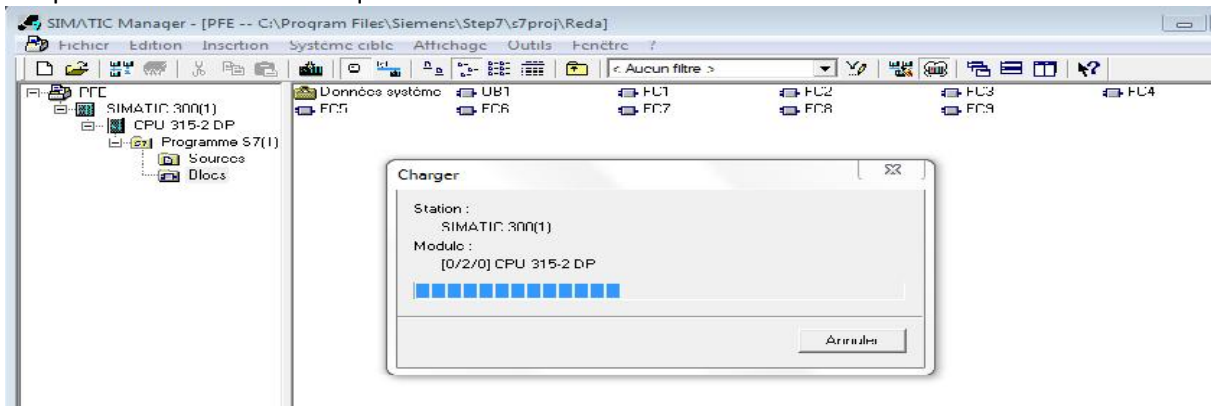 SIMATIC Manager - [PFE -- C:\Program Files\Siemens\Step7\s7proj\Reda]
Fichier Edition Insertion Système cible Affichage Outils Fenêtre ?
< Aucun filtre >
PFE
SIMATIC 300(1)
CPU 315-2 DP
Programme S7(1)
Sources
Blocs
Données système OB1 FC1 FC2 FC3 FC4
FC5 FC6 FC7 FC8 FC9
Charger
Station :
SIMATIC 300(1)
Module :
[0/2/0] CPU 315-2 DP
Annuler